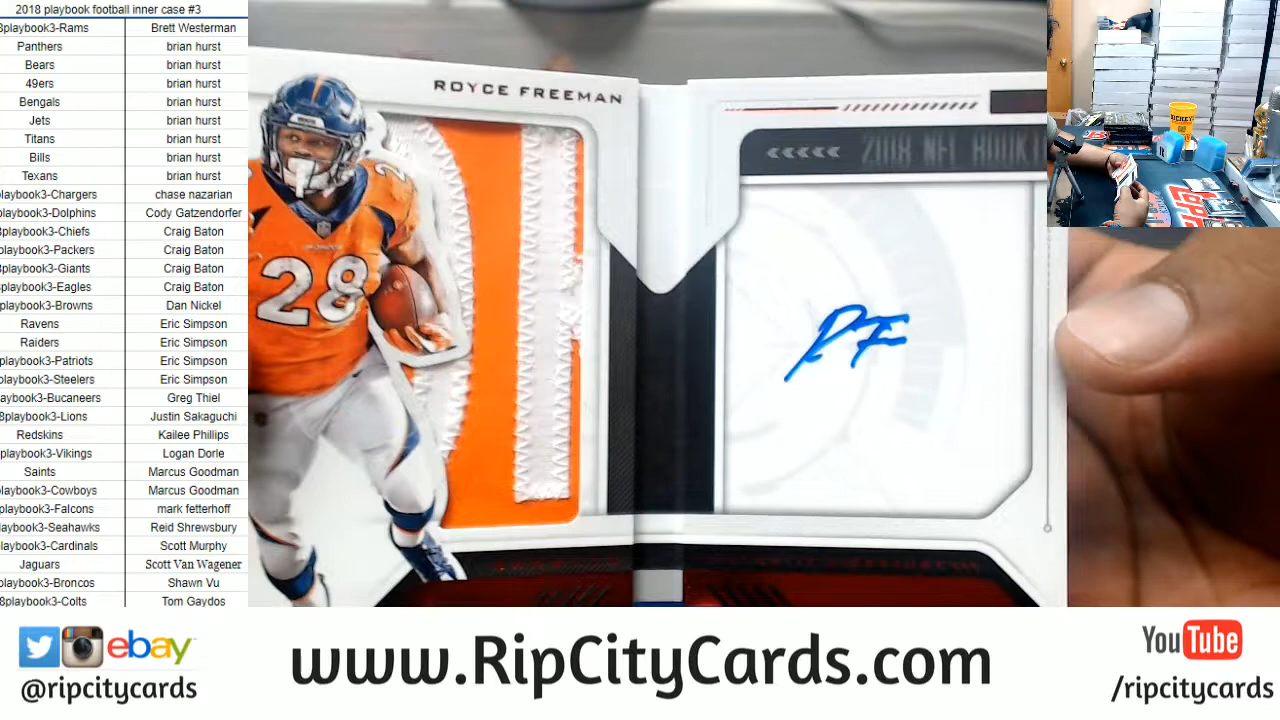 2018 playbook football inner case #3
8playbook3-Rams Brett Westerman
Panthers brian hurst
Bears brian hurst
49ers brian hurst
Bengals brian hurst
Jets brian hurst
Titans brian hurst
Bills brian hurst
Texans brian hurst
playbook3-Chargers chase nazarian
playbook3-Dolphins Cody Gatzendorfer
8playbook3-Chiefs Craig Baton
playbook3-Packers Craig Baton
8playbook3-Giants Craig Baton
playbook3-Eagles Craig Baton
playbook3-Browns Dan Nickel
Ravens Eric Simpson
Raiders Eric Simpson
playbook3-Patriots Eric Simpson
playbook3-Steelers Eric Simpson
playbook3-Bucaneers Greg Thiel
8playbook3-Lions Justin Sakaguchi
Redskins Kailee Phillips
playbook3-Vikings Logan Dorle
Saints Marcus Goodman
playbook3-Cowboys Marcus Goodman
playbook3-Falcons mark fetterhoff
laybook3-Seahawks Reid Shrewsbury
laybook3-Cardinals Scott Murphy
Jaguars Scott Van Wagener
playbook3-Broncos Shawn Vu
8playbook3-Colts Tom Gaydos
ROYCE FREEMAN
2018 NFL ROOKI
28
RF
ebay
@ripcitycards
www.RipCityCards.com
YouTube
/ripcitycards